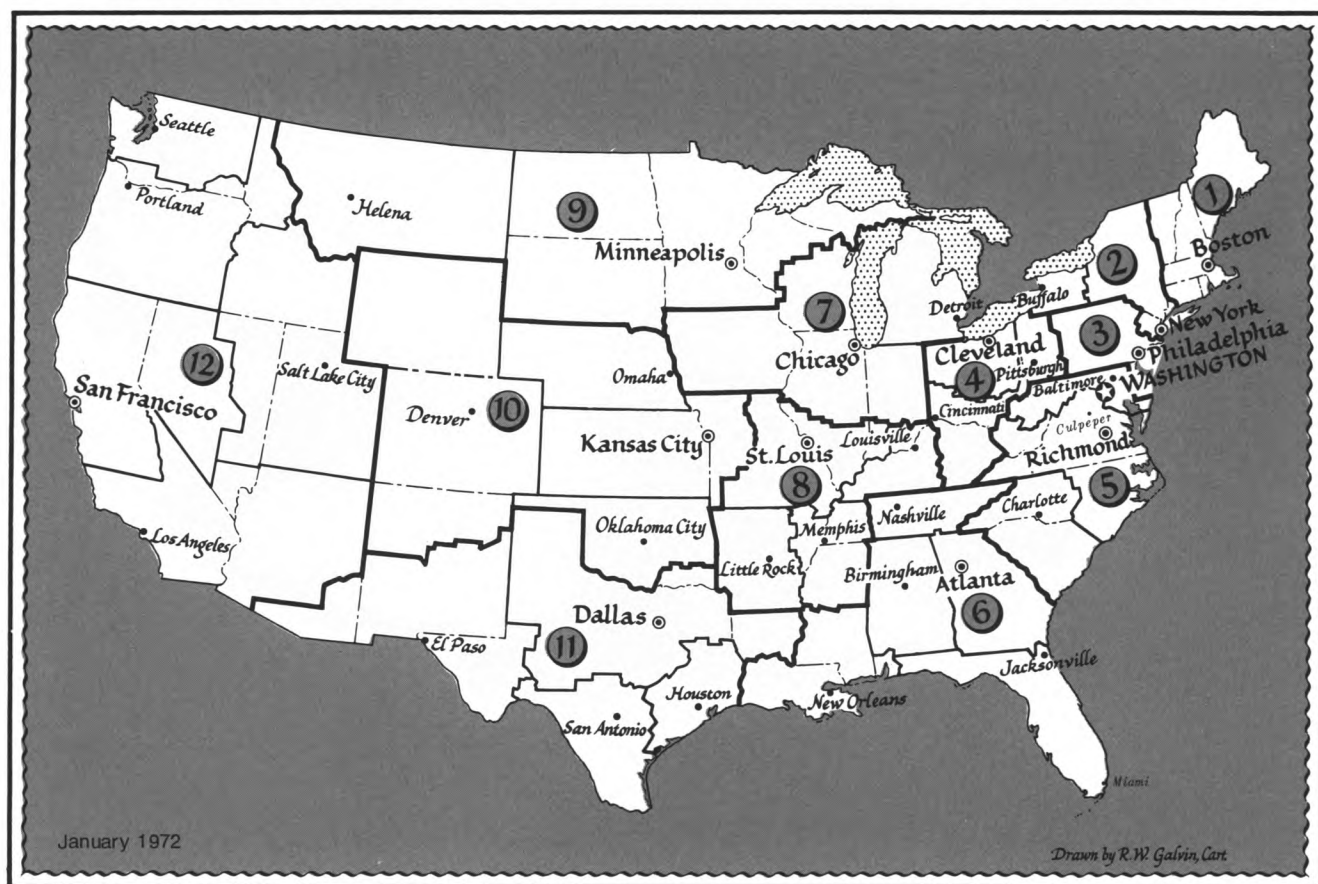 Seattle
Portland
Helena
9
Minneapolis
1
Boston
2
Buffalo
Detroit
7
Chicago
3
New York
Philadelphia
Cleveland
Pittsburgh
4
Baltimore
WASHINGTON
Cincinnati
12
San Francisco
Salt Lake City
Omaha
Denver
10
Kansas City
St. Louis
8
Louisville
Culpeper
Richmond
5
Charlotte
Los Angeles
Oklahoma City
Memphis
Nashville
Little Rock
Birmingham
Atlanta
6
Dallas
11
El Paso
Houston
San Antonio
New Orleans
Jacksonville
Miami
January 1972
Drawn by R.W. Galvin, Cart.